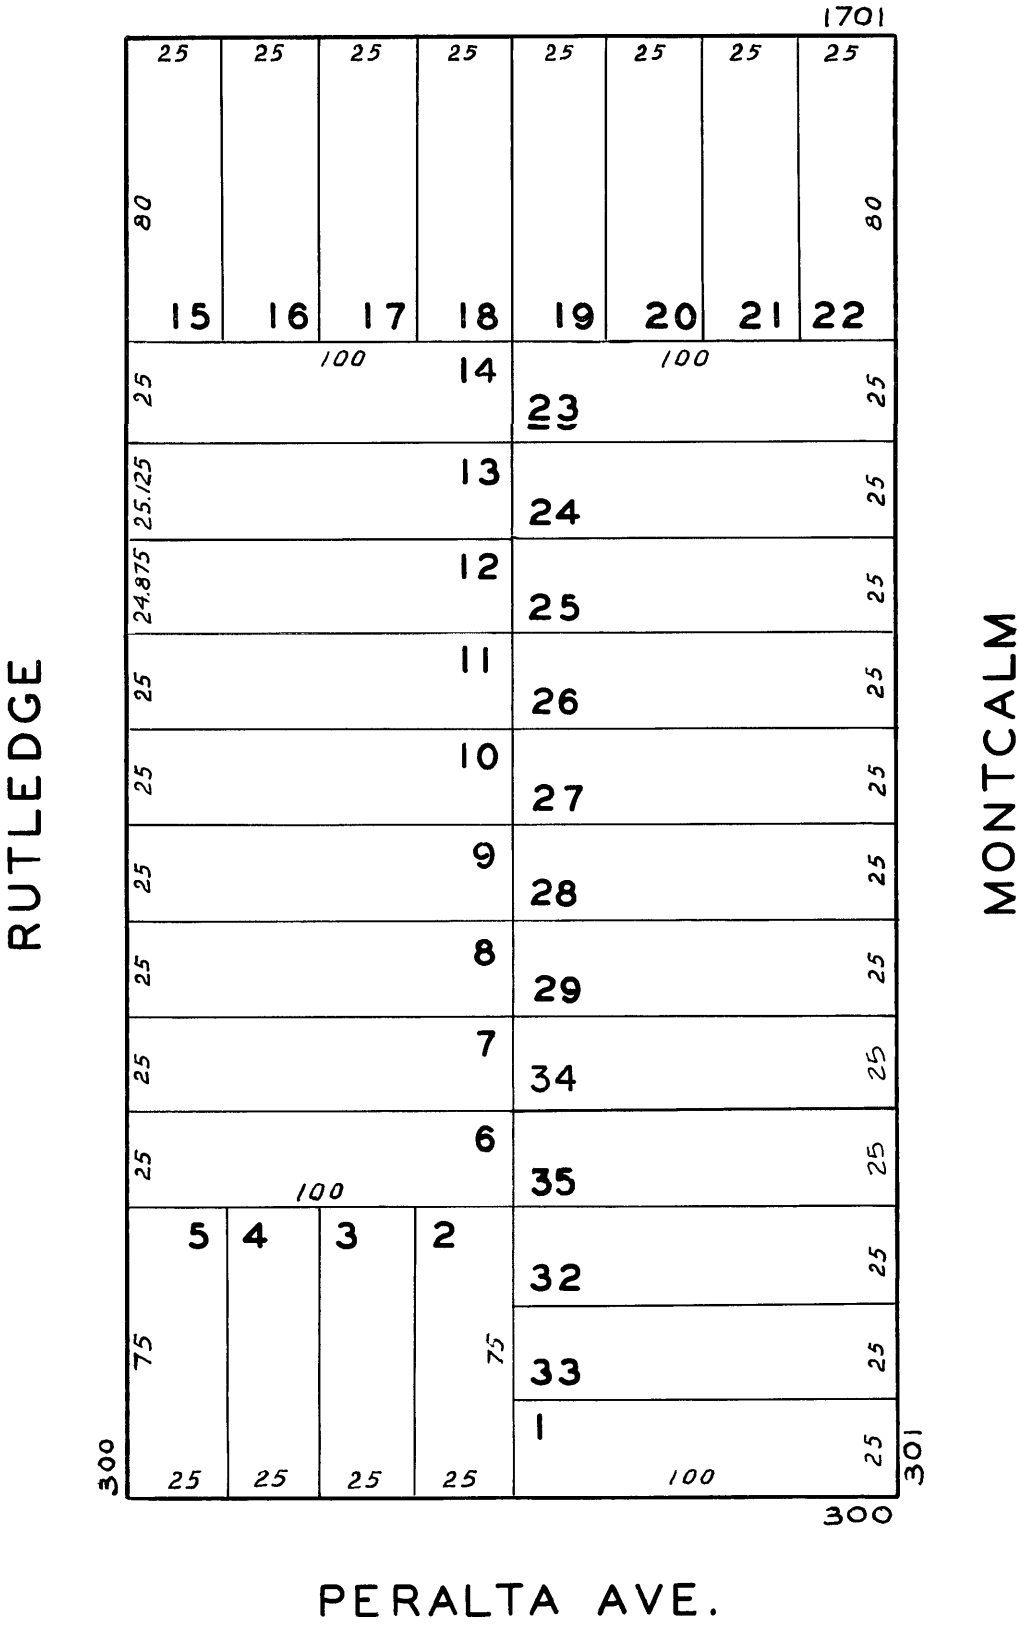 1701
25 25 25 25 25 25 25 25
80 80
15 16 17 18 19 20 21 22
100 100
25 14 23 25
25.125 13 24 25
24.875 12 25 25
25 11 26 25
25 10 27 25
25 9 28 25
25 8 29 25
25 7 34 25
25 6 35 25
100
5 4 3 2
32 25
75 75 33 25
1 25
300 301
25 25 25 25 100
300
RUTLEDGE
MONTCALM
PERALTA AVE.